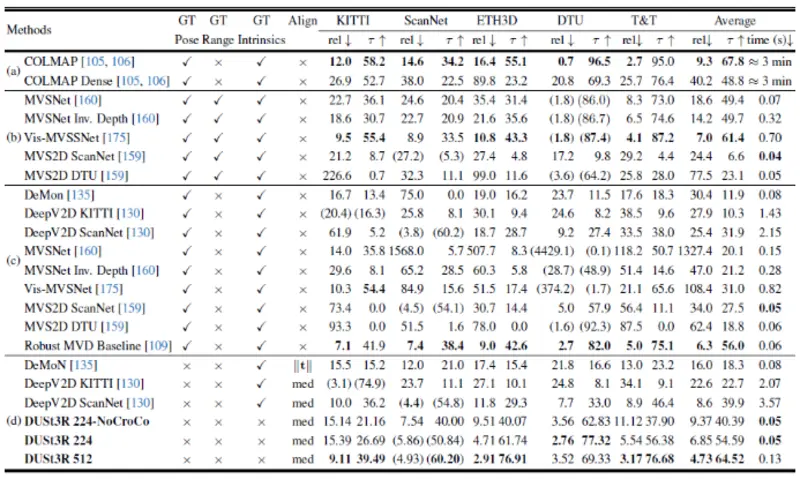 Methods GT GT GT Align KITTI ScanNet ETH3D DTU T&T Average
Pose Range Intrinsics rel ↓ τ ↑ rel ↓ τ ↑ rel ↓ τ ↑ rel ↓ τ ↑ rel ↓ τ ↑ rel ↓ τ ↑ time (s) ↓
(a) COLMAP [105, 106] ✓ × ✓ × 12.0 58.2 14.6 34.2 16.4 55.1 0.7 96.5 2.7 95.0 9.3 67.8 ≈ 3 min
COLMAP Dense [105, 106] ✓ × ✓ × 26.9 52.7 38.0 22.5 89.8 23.2 20.8 69.3 25.7 76.4 40.2 48.8 ≈ 3 min
MVSNet [160] ✓ ✓ ✓ × 22.7 36.1 24.6 20.4 35.4 31.4 (1.8) (86.0) 8.3 73.0 18.6 49.4 0.07
MVSNet Inv. Depth [160] ✓ ✓ ✓ × 18.6 30.7 22.7 20.9 21.6 35.6 (1.8) (86.7) 6.5 74.6 14.2 49.7 0.32
(b) Vis-MVSSNet [175] ✓ ✓ ✓ × 9.5 55.4 8.9 33.5 10.8 43.3 (1.8) (87.4) 4.1 87.2 7.0 61.4 0.70
MVS2D ScanNet [159] ✓ ✓ ✓ × 21.2 8.7 (27.2) (5.3) 27.4 4.8 17.2 9.8 29.2 4.4 24.4 6.6 0.04
MVS2D DTU [159] ✓ ✓ ✓ × 226.6 0.7 32.3 11.1 99.0 11.6 (3.6) (64.2) 25.8 28.0 77.5 23.1 0.05
DeMon [135] ✓ × ✓ × 16.7 13.4 75.0 0.0 19.0 16.2 23.7 11.5 17.6 18.3 30.4 11.9 0.08
DeepV2D KITTI [130] ✓ × ✓ × (20.4) (16.3) 25.8 8.1 30.1 9.4 24.6 8.2 38.5 9.6 27.9 10.3 1.43
DeepV2D ScanNet [130] ✓ × ✓ × 61.9 5.2 (3.8) (60.2) 18.7 28.7 9.2 27.4 33.5 38.0 25.4 31.9 2.15
(c) MVSNet [160] ✓ × ✓ × 14.0 35.8 1568.0 5.7 507.7 8.3 (4429.1) (0.1) 118.2 50.7 1327.4 20.1 0.15
MVSNet Inv. Depth [160] ✓ × ✓ × 29.6 8.1 65.2 28.5 60.3 5.8 (28.7) (48.9) 51.4 14.6 47.0 21.2 0.28
Vis-MVSNet [175] ✓ × ✓ × 10.3 54.4 84.9 15.6 51.5 17.4 (374.2) (1.7) 21.1 65.6 108.4 31.0 0.82
MVS2D ScanNet [159] ✓ × ✓ × 73.4 0.0 (4.5) (54.1) 30.7 14.4 5.0 57.9 56.4 11.1 34.0 27.5 0.05
MVS2D DTU [159] ✓ × ✓ × 93.3 0.0 51.5 1.6 78.0 0.0 (1.6) (92.3) 87.5 0.0 62.4 18.8 0.06
Robust MVD Baseline [109] ✓ × ✓ × 7.1 41.9 7.4 38.4 9.0 42.6 2.7 82.0 5.0 75.1 6.3 56.0 0.06
DeMoN [135] × × ✓ ‖t‖ 15.5 15.2 12.0 21.0 17.4 15.4 21.8 16.6 13.0 23.2 16.0 18.3 0.08
DeepV2D KITTI [130] × × ✓ med (3.1) (74.9) 23.7 11.1 27.1 10.1 24.8 8.1 34.1 9.1 22.6 22.7 2.07
DeepV2D ScanNet [130] × × ✓ med 10.0 36.2 (4.4) (54.8) 11.8 29.3 7.7 33.0 8.9 46.4 8.6 39.9 3.57
(d) DUSt3R 224-NoCroCo × × × med 15.14 21.16 7.54 40.00 9.51 40.07 3.56 62.83 11.12 37.90 9.37 40.39 0.05
DUSt3R 224 × × × med 15.39 26.69 (5.86) (50.84) 4.71 61.74 2.76 77.32 5.54 56.38 6.85 54.59 0.05
DUSt3R 512 × × × med 9.11 39.49 (4.93) (60.20) 2.91 76.91 3.52 69.33 3.17 76.68 4.73 64.52 0.13